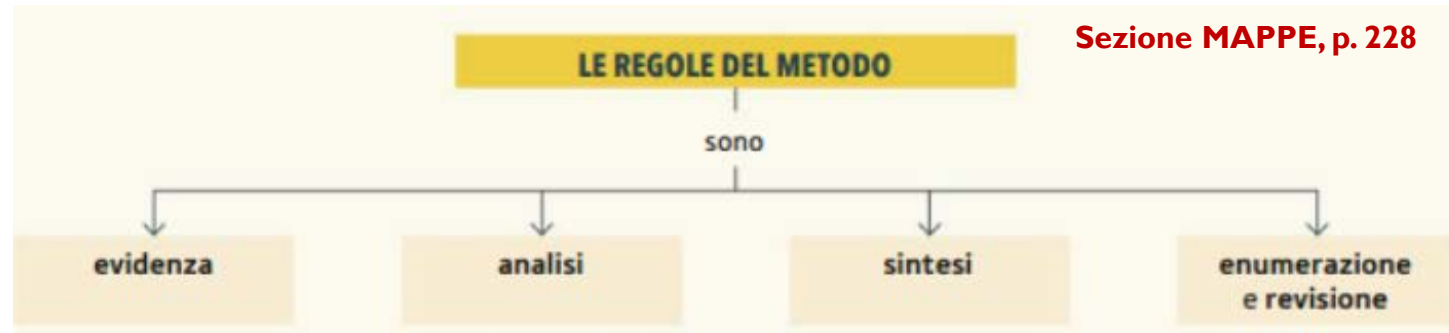 Sezione MAPPE, p. 228
LE REGOLE DEL METODO
sono
evidenza
analisi
sintesi
enumerazione
e revisione